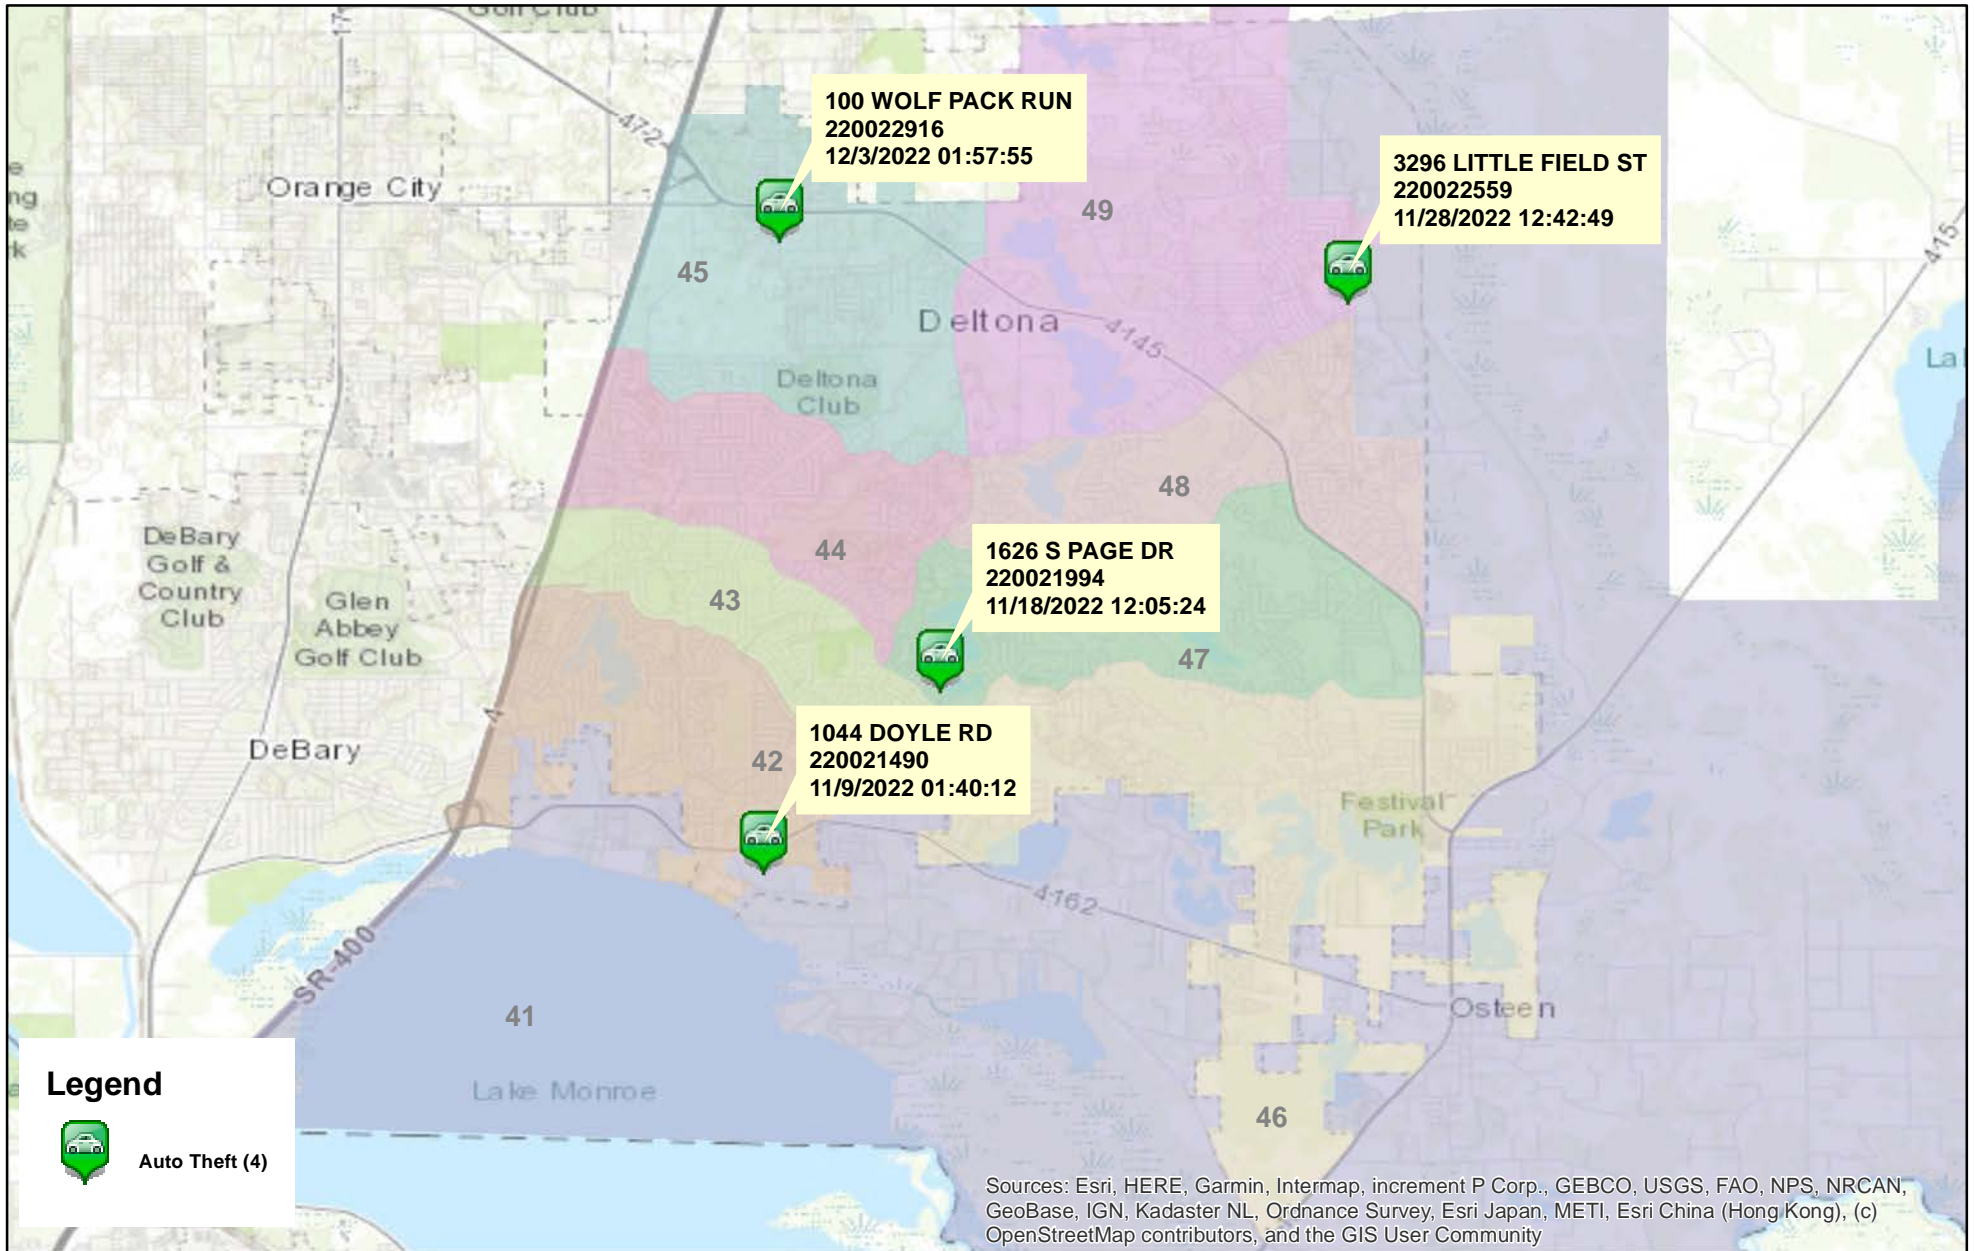 Golf Club
17
472
100 WOLF PACK RUN
220022916
12/3/2022 01:57:55
3296 LITTLE FIELD ST
220022559
11/28/2022 12:42:49
Orange City
49
415
45
Deltona
4145
Deltona
Club
48
DeBary
Golf &
Country
Club
44
1626 S PAGE DR
220021994
11/18/2022 12:05:24
43
Glen
Abbey
Golf Club
47
1044 DOYLE RD
220021490
11/9/2022 01:40:12
42
DeBary
Festival
Park
4162
SR-400
41
Osteen
Lake Monroe
46
Legend
Auto Theft (4)
Sources: Esri, HERE, Garmin, Intermap, increment P Corp., GEBCO, USGS, FAO, NPS, NRCAN,
GeoBase, IGN, Kadaster NL, Ordnance Survey, Esri Japan, METI, Esri China (Hong Kong), (c)
OpenStreetMap contributors, and the GIS User Community